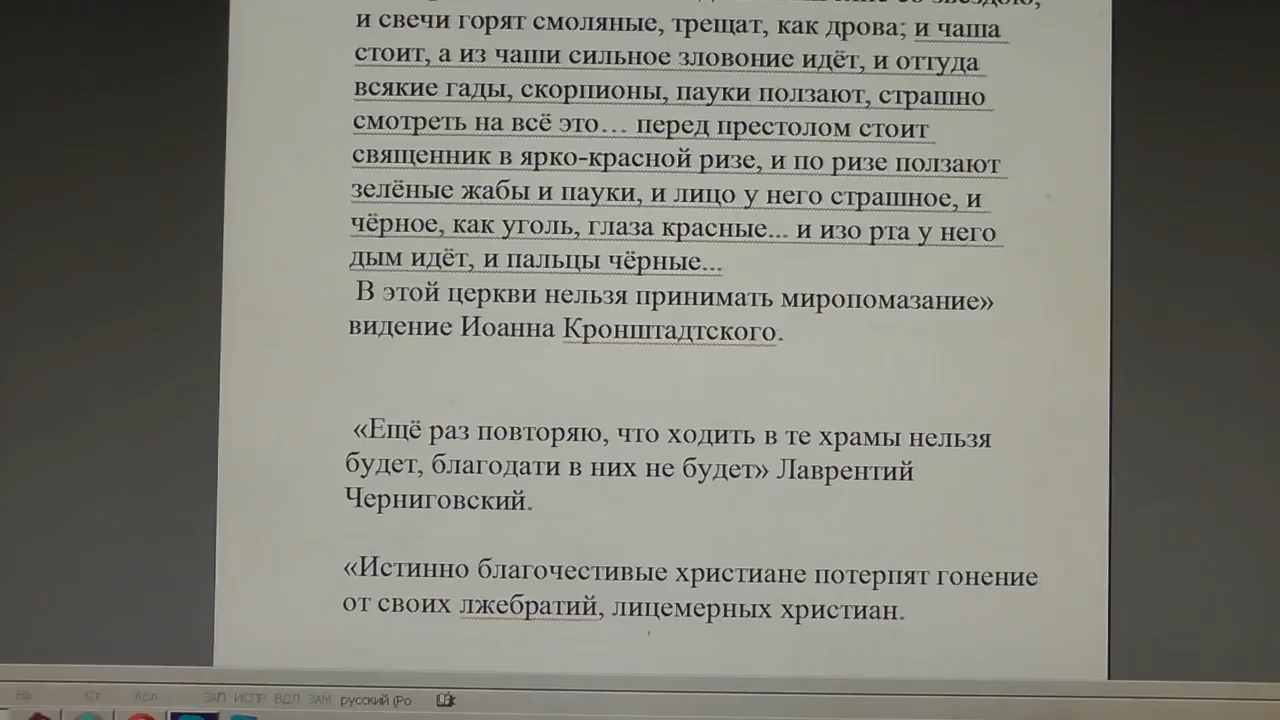 и свечи горят смоляные, трещат, как дрова; и чаша
стоит, а из чаши сильное зловоние идёт, и оттуда
всякие гады, скорпионы, пауки ползают, страшно
смотреть на всё это… перед престолом стоит
священник в ярко-красной ризе, и по ризе ползают
зелёные жабы и пауки, и лицо у него страшное, и
чёрное, как уголь, глаза красные... и изо рта у него
дым идёт, и пальцы чёрные...
В этой церкви нельзя принимать миропомазание»
видение Иоанна Кронштадтского.
«Ещё раз повторяю, что ходить в те храмы нельзя
будет, благодати в них не будет» Лаврентий
Черниговский.
«Истинно благочестивые христиане потерпят гонение
от своих лжебратий, лицемерных христиан.
На Ст Кол ЗАП ИСПР ВДЛ ЗАМ русский (Ро